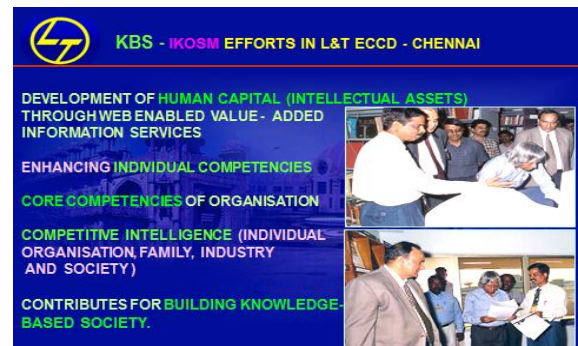 LT
KBS - IKOSM EFFORTS IN L&T ECCD - CHENNAI
DEVELOPMENT OF HUMAN CAPITAL (INTELLECTUAL ASSETS)
THROUGH WEB ENABLED VALUE - ADDED
INFORMATION SERVICES
ENHANCING INDIVIDUAL COMPETENCIES
CORE COMPETENCIES OF ORGANISATION
COMPETITIVE INTELLIGENCE (INDIVIDUAL
ORGANISATION, FAMILY, INDUSTRY
AND SOCIETY)
CONTRIBUTES FOR BUILDING KNOWLEDGE-
BASED SOCIETY.